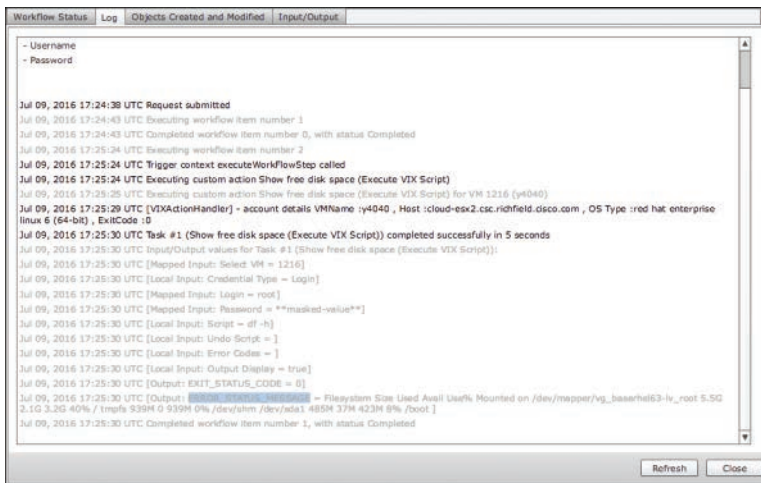 Workflow Status Log Objects Created and Modified Input/Output
- Username
- Password
Jul 09, 2016 17:24:38 UTC Request submitted
Jul 09, 2016 17:24:43 UTC Executing workflow item number 1
Jul 09, 2016 17:24:43 UTC Completed workflow item number 0, with status Completed
Jul 09, 2016 17:25:24 UTC Executing workflow item number 2
Jul 09, 2016 17:25:24 UTC Trigger context executeWorkFlowStep called
Jul 09, 2016 17:25:24 UTC Executing custom action Show free disk space (Execute VIX Script)
Jul 09, 2016 17:25:25 UTC Executing custom action Show free disk space (Execute VIX Script) for VM 1216 (y4040)
Jul 09, 2016 17:25:29 UTC [VIXActionHandler] - account details VMName :y4040 , Host :cloud-esx2.csc.richfield.cisco.com , OS Type :red hat enterprise
linux 6 (64-bit) , ExitCode :0
Jul 09, 2016 17:25:30 UTC Task #1 (Show free disk space (Execute VIX Script)) completed successfully in 5 seconds
Jul 09, 2016 17:25:30 UTC Input/Output values for Task #1 (Show free disk space (Execute VIX Script)):
Jul 09, 2016 17:25:30 UTC [Mapped Input: Select VM = 1216]
Jul 09, 2016 17:25:30 UTC [Local Input: Credential Type = Login]
Jul 09, 2016 17:25:30 UTC [Mapped Input: Login = root]
Jul 09, 2016 17:25:30 UTC [Mapped Input: Password = **masked-value**]
Jul 09, 2016 17:25:30 UTC [Local Input: Script = df -h]
Jul 09, 2016 17:25:30 UTC [Local Input: Undo Script = ]
Jul 09, 2016 17:25:30 UTC [Local Input: Error Codes = ]
Jul 09, 2016 17:25:30 UTC [Local Input: Output Display = true]
Jul 09, 2016 17:25:30 UTC [Output: EXIT_STATUS_CODE = 0]
Jul 09, 2016 17:25:30 UTC [Output: ERROR_STATUS_MESSAGE = Filesystem Size Used Avail Use% Mounted on /dev/mapper/vg_baserhel63-lv_root 5.5G
2.1G 3.2G 40% / tmpfs 939M 0 939M 0% /dev/shm /dev/sda1 485M 37M 423M 8% /boot ]
Jul 09, 2016 17:25:30 UTC Completed workflow item number 1, with status Completed
Refresh Close